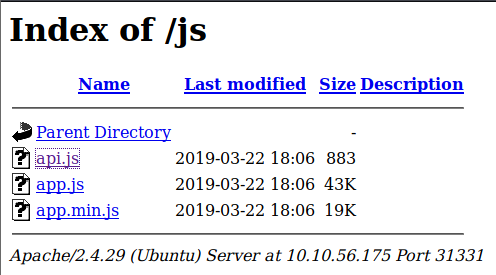 Index of /js
Name Last modified Size Description
Parent Directory -
api.js 2019-03-22 18:06 883
app.js 2019-03-22 18:06 43K
app.min.js 2019-03-22 18:06 19K
Apache/2.4.29 (Ubuntu) Server at 10.10.56.175 Port 31331